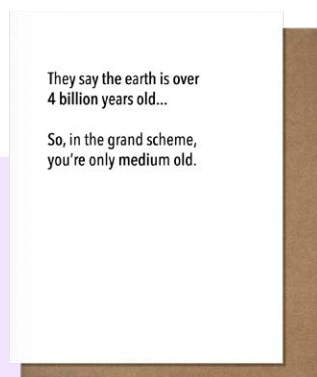 They say the earth is over
4 billion years old...
So, in the grand scheme,
you're only medium old.